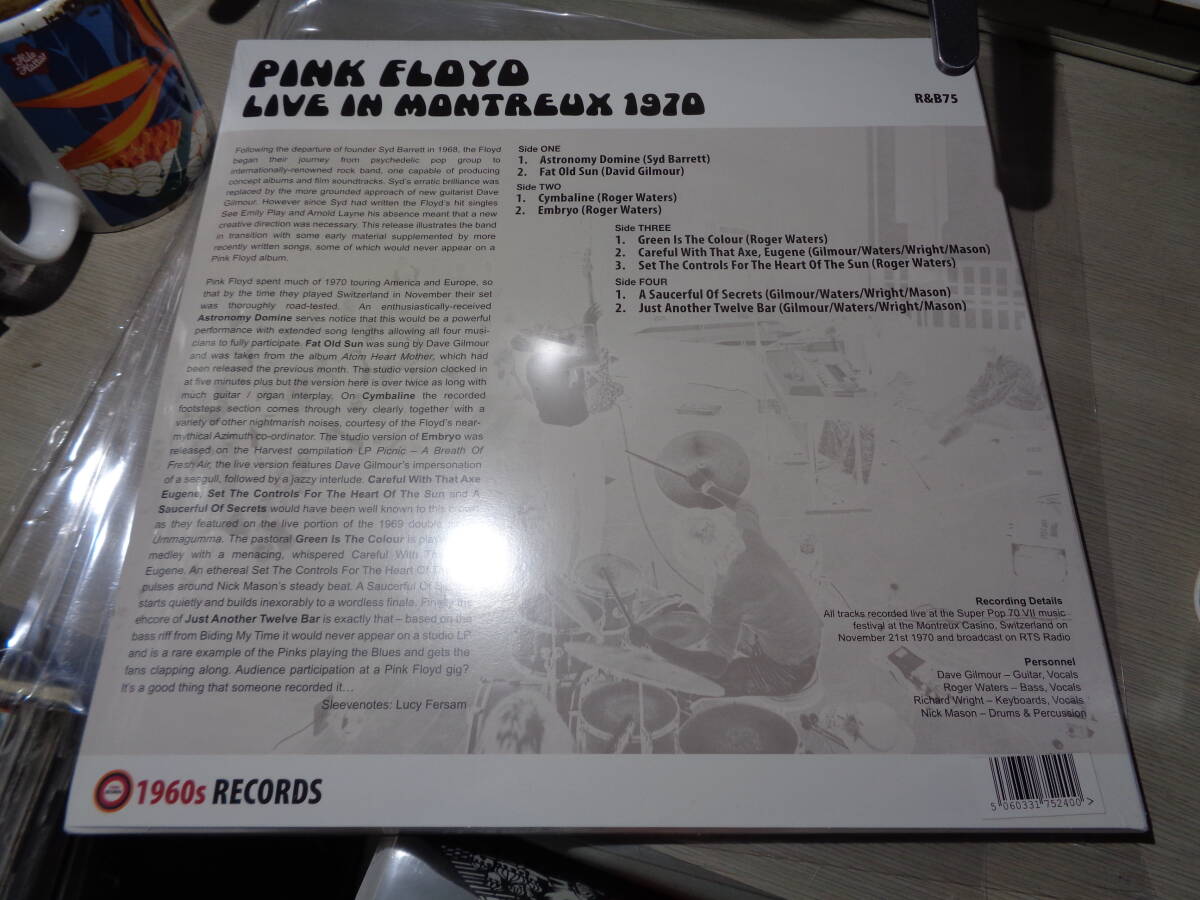 PINK FLOYD
LIVE IN MONTREUX 1970
R&B75
Following the departure of founder Syd Barrett in 1968, the Floyd
began their journey from psychedelic pop group to
internationally-renowned rock band, one capable of producing
concept albums and film soundtracks. Syd's erratic brilliance was
replaced by the more grounded approach of new guitarist Dave
Gilmour. However since Syd had written the Floyd's hit singles
See Emily Play and Arnold Layne his absence meant that a new
creative direction was necessary. This release illustrates the band
in transition with some early material supplemented by more
recently written songs, some of which would never appear on a
Pink Floyd album.
Pink Floyd spent much of 1970 touring America and Europe, so
that by the time they played Switzerland in November their set
was thoroughly road-tested. An enthusiastically-received
Astronomy Domine serves notice that this would be a powerful
performance with extended song lengths allowing all four musi-
cians to fully participate. Fat Old Sun was sung by Dave Gilmour
and was taken from the album Atom Heart Mother, which had
been released the previous month. The studio version clocked in
at five minutes plus but the version here is over twice as long with
much guitar / organ interplay. On Cymbaline the recorded
footsteps section comes through very clearly together with a
variety of other nightmarish noises, courtesy of the Floyd's near-
mythical Azimuth co-ordinator. The studio version of Embryo was
released on the Harvest compilation LP Picnic – A Breath Of
Fresh Air, the live version features Dave Gilmour's impersonation
of a seagull, followed by a jazzy interlude. Careful With That Axe
Eugene, Set The Controls For The Heart Of The Sun and A
Saucerful Of Secrets would have been well known to this
as they featured on the live portion of the 1969 double
Ummagumma. The pastoral Green Is The Colour is
medley with a menacing, whispered Careful With
Eugene. An ethereal Set The Controls For The Heart Of
pulses around Nick Mason's steady beat. A Saucerful Of
starts quietly and builds inexorably to a wordless finale. Finally the
encore of Just Another Twelve Bar is exactly that – based on the
bass riff from Biding My Time it would never appear on a studio LP
and is a rare example of the Pinks playing the Blues and gets the
fans clapping along. Audience participation at a Pink Floyd gig?
It's a good thing that someone recorded it…
Sleevenotes: Lucy Fersam
Side ONE
1. Astronomy Domine (Syd Barrett)
2. Fat Old Sun (David Gilmour)
Side TWO
1. Cymbaline (Roger Waters)
2. Embryo (Roger Waters)
Side THREE
1. Green Is The Colour (Roger Waters)
2. Careful With That Axe, Eugene (Gilmour/Waters/Wright/Mason)
3. Set The Controls For The Heart Of The Sun (Roger Waters)
Side FOUR
1. A Saucerful Of Secrets (Gilmour/Waters/Wright/Mason)
2. Just Another Twelve Bar (Gilmour/Waters/Wright/Mason)
Recording Details
All tracks recorded live at the Super Pop 70 VII music
festival at the Montreux Casino, Switzerland on
November 21st 1970 and broadcast on RTS Radio
Personnel
Dave Gilmour – Guitar, Vocals
Roger Waters – Bass, Vocals
Richard Wright – Keyboards, Vocals
Nick Mason – Drums & Percussion
1960s RECORDS
5 060331 752400 >